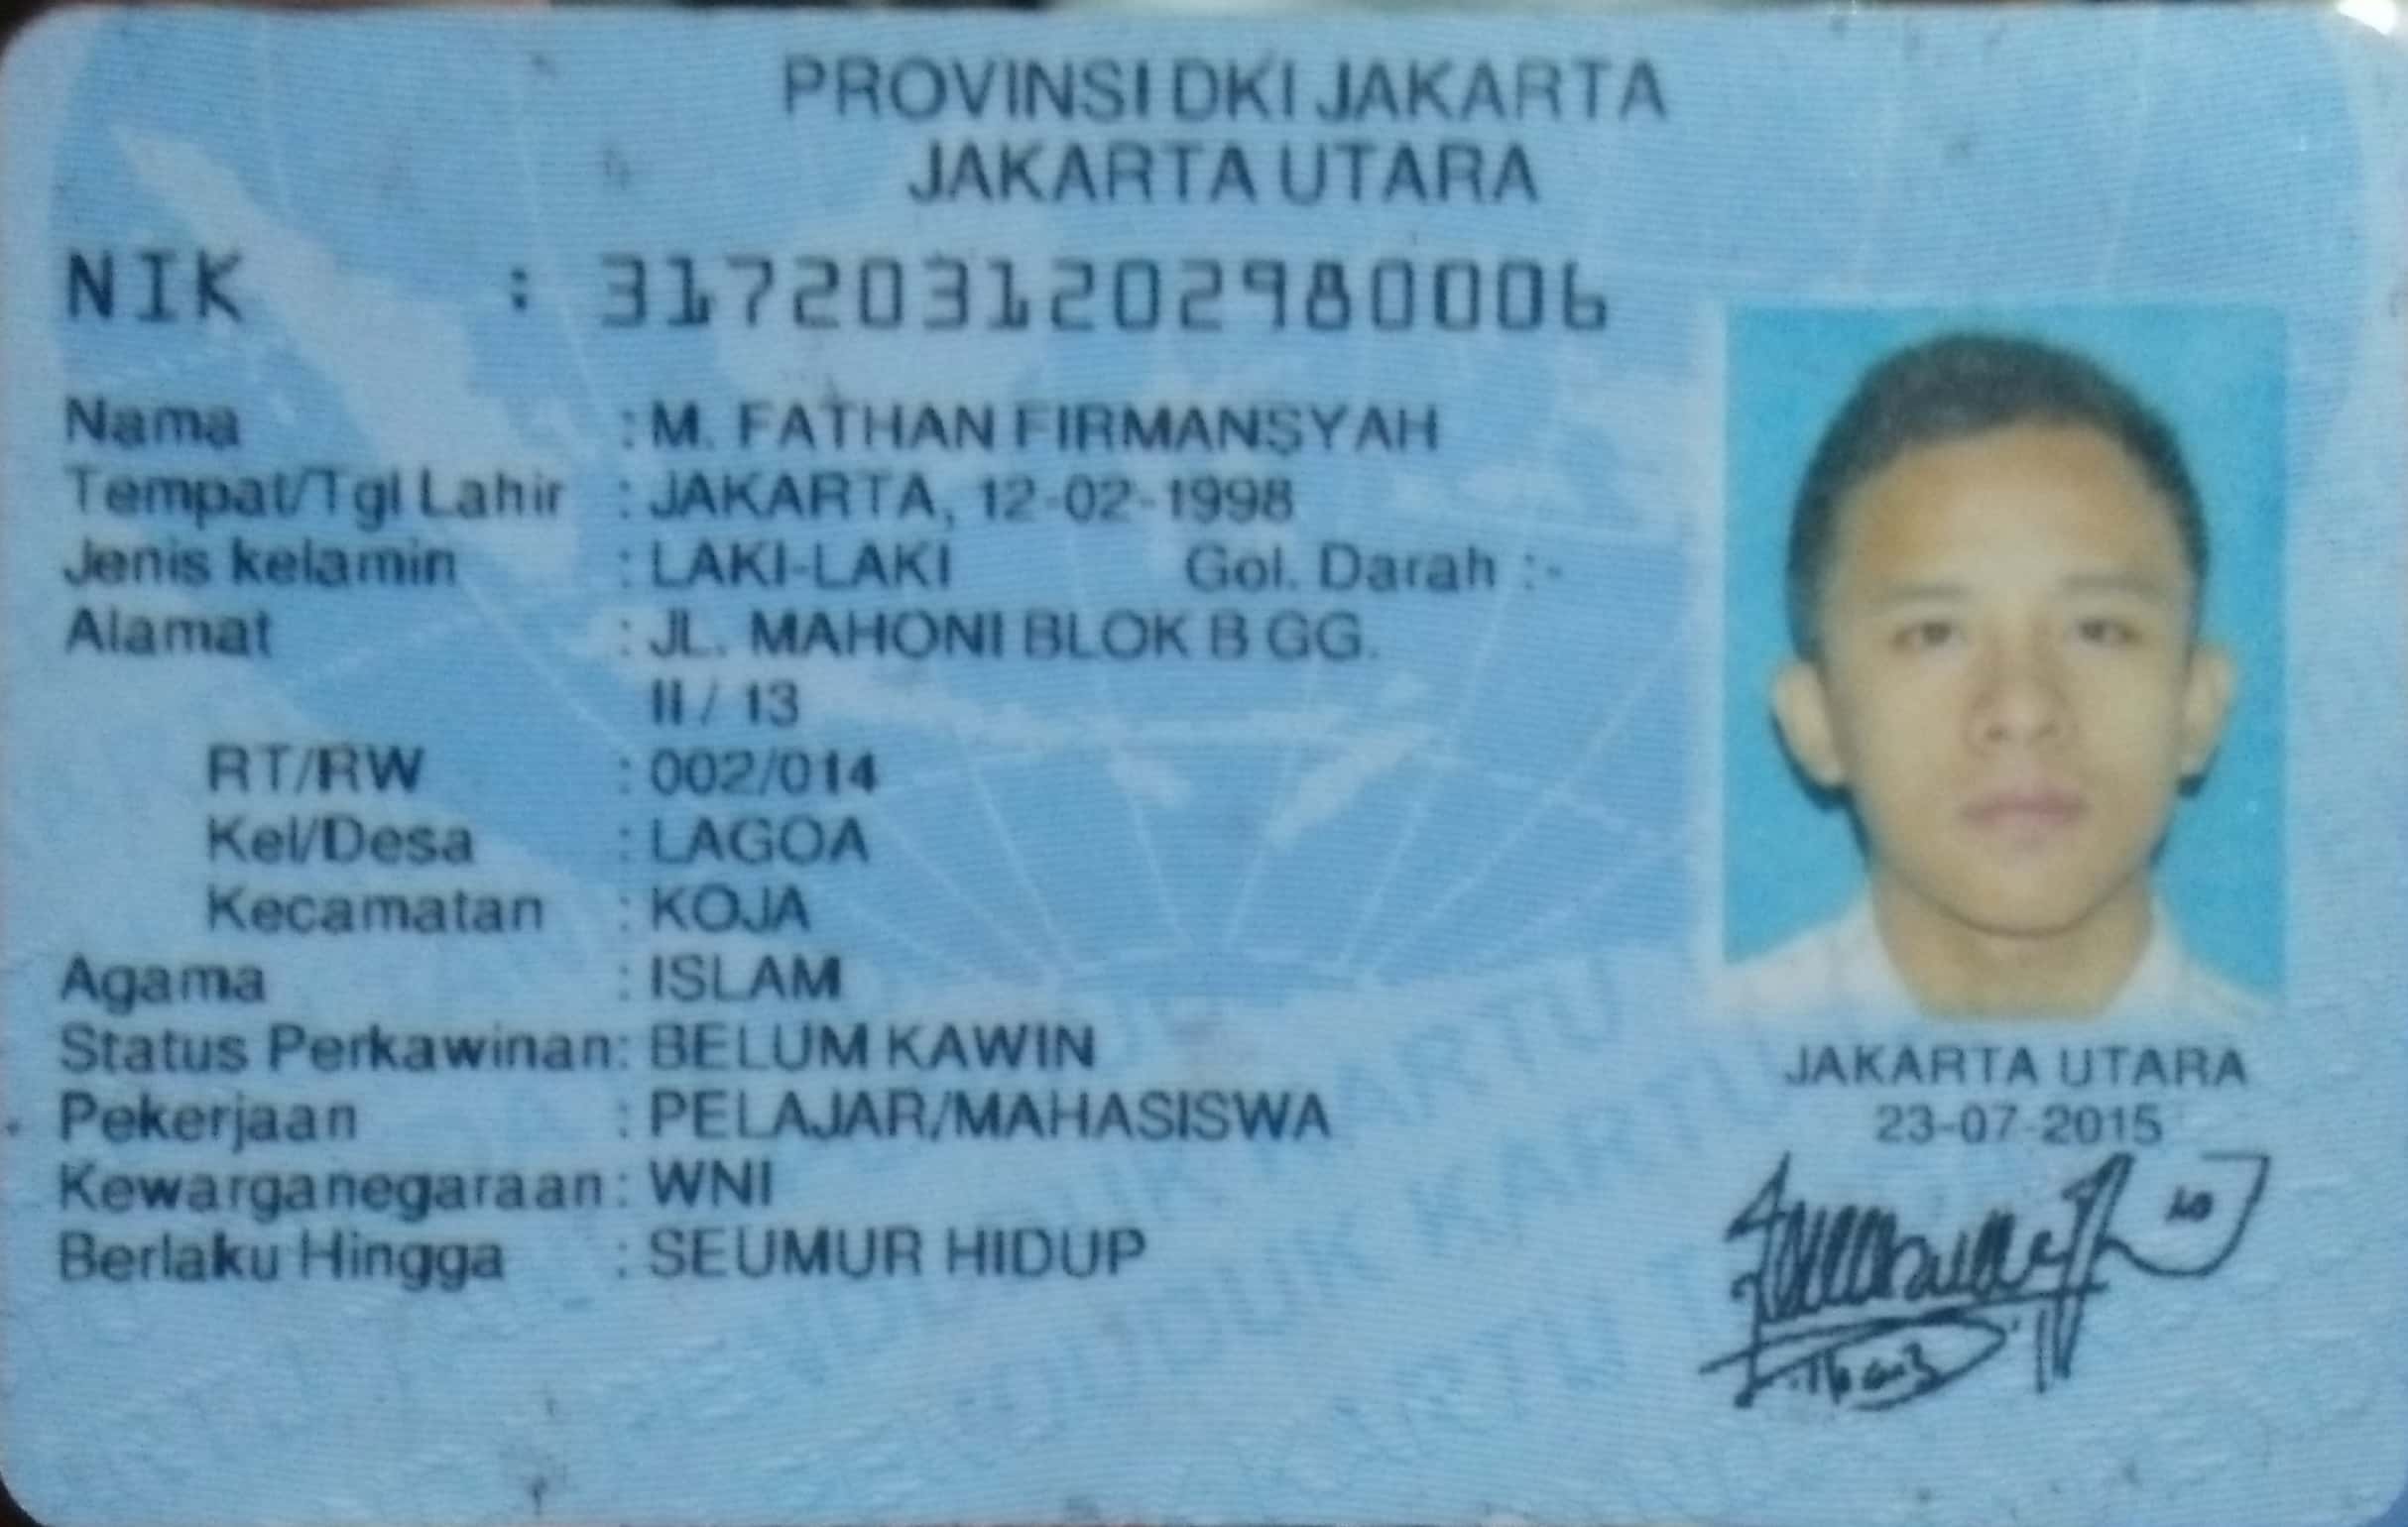 PROVINSI DKI JAKARTA
JAKARTA UTARA
NIK : 3172031202980006
Nama : M. FATHAN FIRMANSYAH
Tempat/Tgl Lahir : JAKARTA, 12-02-1998
Jenis kelamin : LAKI-LAKI Gol. Darah : -
Alamat : JL. MAHONI BLOK B GG.
II / 13
RT/RW : 002/014
Kel/Desa : LAGOA
Kecamatan : KOJA
Agama : ISLAM
Status Perkawinan: BELUM KAWIN
Pekerjaan : PELAJAR/MAHASISWA
Kewarganegaraan: WNI
Berlaku Hingga : SEUMUR HIDUP
JAKARTA UTARA
23-07-2015